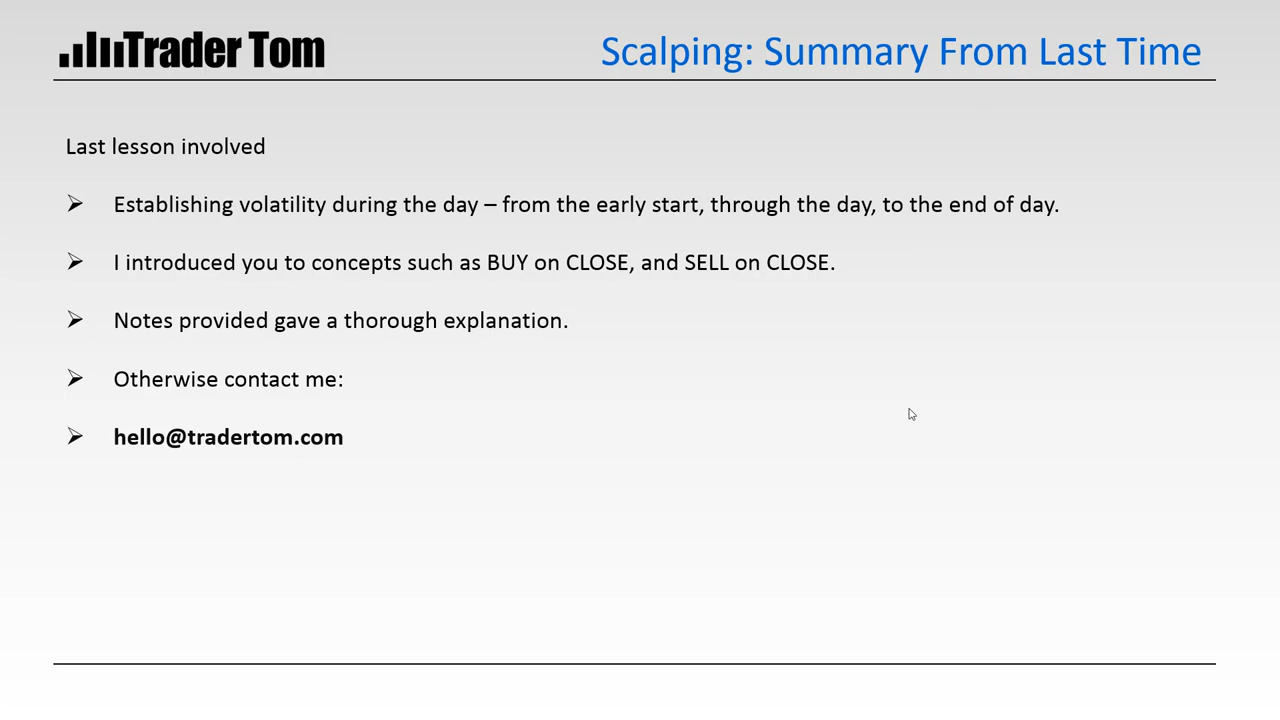 Trader Tom
Scalping: Summary From Last Time
Last lesson involved
Establishing volatility during the day – from the early start, through the day, to the end of day.
I introduced you to concepts such as BUY on CLOSE, and SELL on CLOSE.
Notes provided gave a thorough explanation.
Otherwise contact me:
hello@tradertom.com